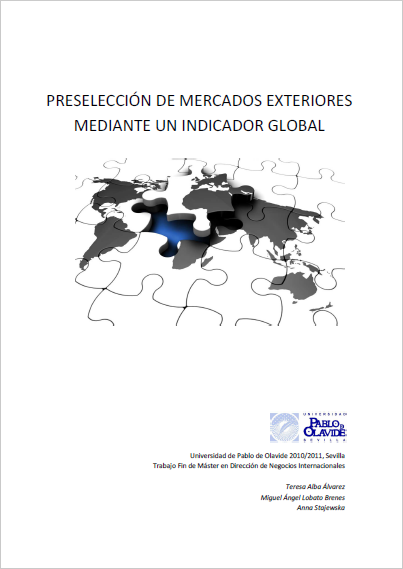 PRESELECCIÓN DE MERCADOS EXTERIORES
MEDIANTE UN INDICADOR GLOBAL
UNIVERSIDAD
PABLO D
OLAVIDE
SEVILLA
Universidad de Pablo de Olavide 2010/2011, Sevilla
Trabajo Fin de Máster en Dirección de Negocios Internacionales
Teresa Alba Álvarez
Miguel Ángel Lobato Brenes
Anna Stajewska